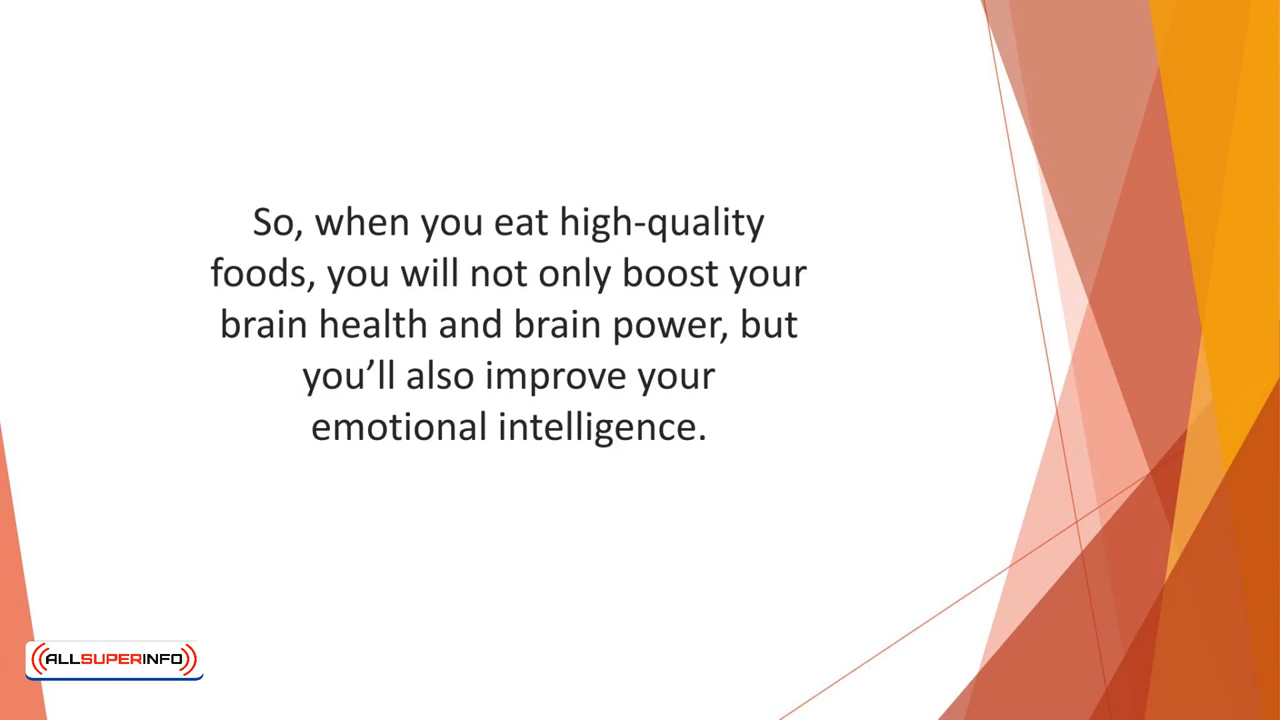 So, when you eat high-quality
foods, you will not only boost your
brain health and brain power, but
you’ll also improve your
emotional intelligence.
ALLSUPERINFO